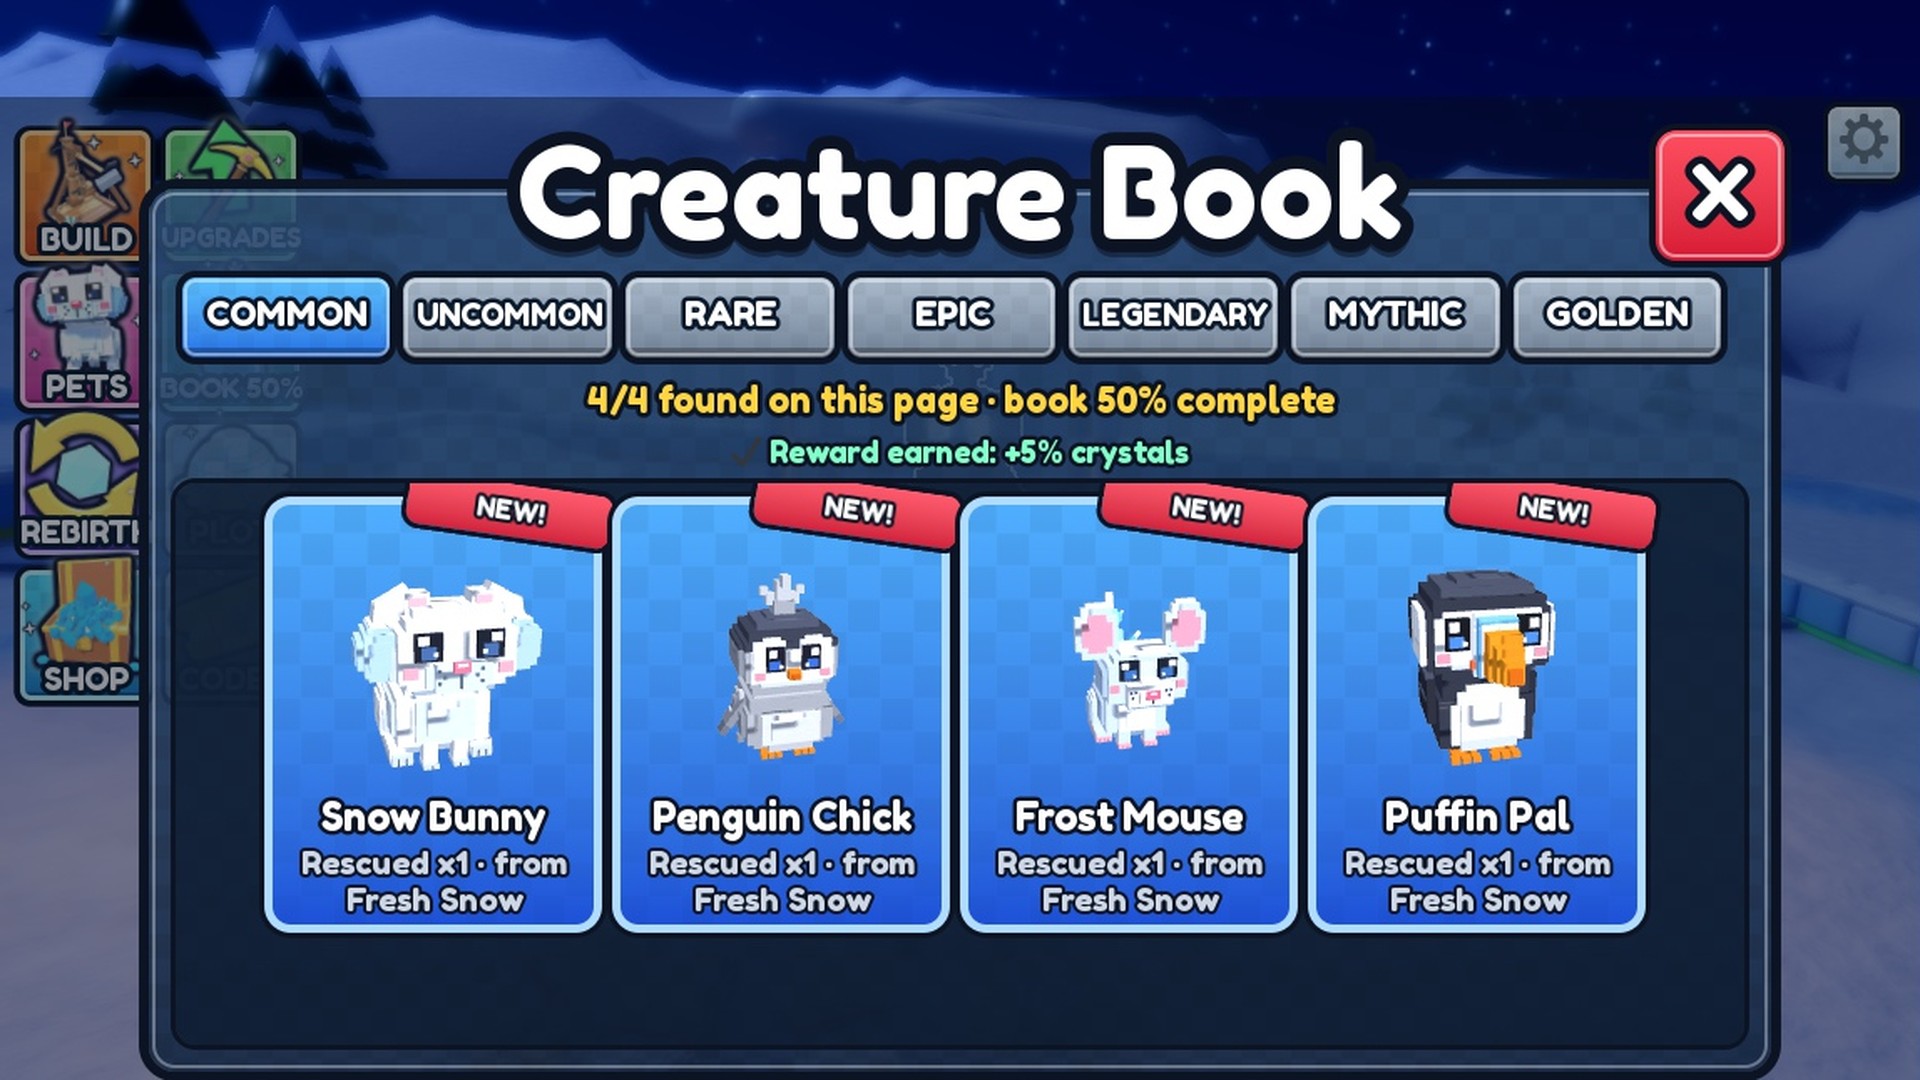 Creature Book
BUILD
UPGRADES
COMMON
UNCOMMON
RARE
EPIC
LEGENDARY
MYTHIC
GOLDEN
PETS
BOOK 50%
4/4 found on this page · book 50% complete
Reward earned: +5% crystals
REBIRTH
SHOP
NEW!
NEW!
NEW!
NEW!
Snow Bunny
Rescued x1 · from
Fresh Snow
Penguin Chick
Rescued x1 · from
Fresh Snow
Frost Mouse
Rescued x1 · from
Fresh Snow
Puffin Pal
Rescued x1 · from
Fresh Snow